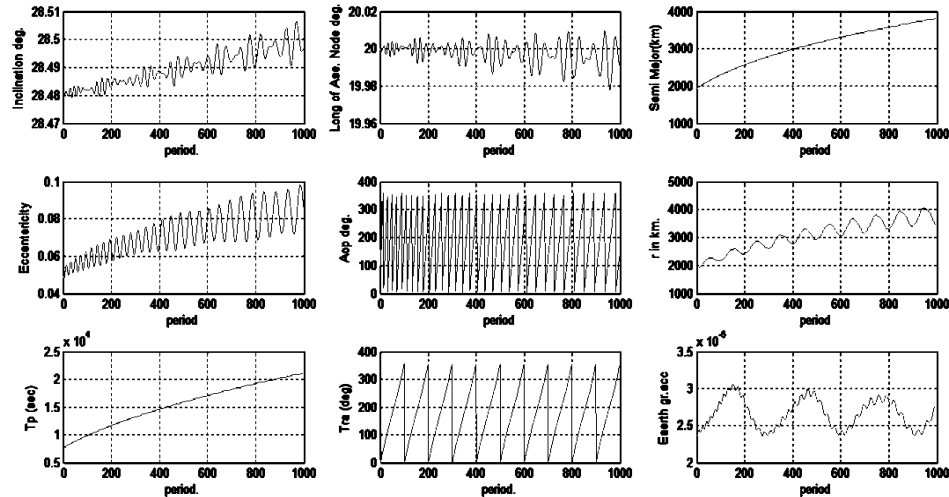 28.51
28.5
28.49
28.48
28.47
Inclination deg.
0 200 400 600 800 1000
period.
20.02
20
19.98
19.96
Long of Ase. Node deg.
0 200 400 600 800 1000
period.
4000
3000
2000
1000
Semi Major(km)
0 200 400 600 800 1000
period.
0.1
0.08
0.06
0.04
Eccentericity
0 200 400 600 800 1000
period
400
300
200
100
0
Aop deg.
0 200 400 600 800 1000
period
5000
4000
3000
2000
1000
r in km.
0 200 400 600 800 1000
period
x 10^4
2.5
2
1.5
1
0.5
Tp (sec)
0 200 400 600 800 1000
period.
400
300
200
100
0
Tra (deg)
0 200 400 600 800 1000
period.
x 10^-6
3.5
3
2.5
2
Eserth gr.acc
0 200 400 600 800 1000
period.